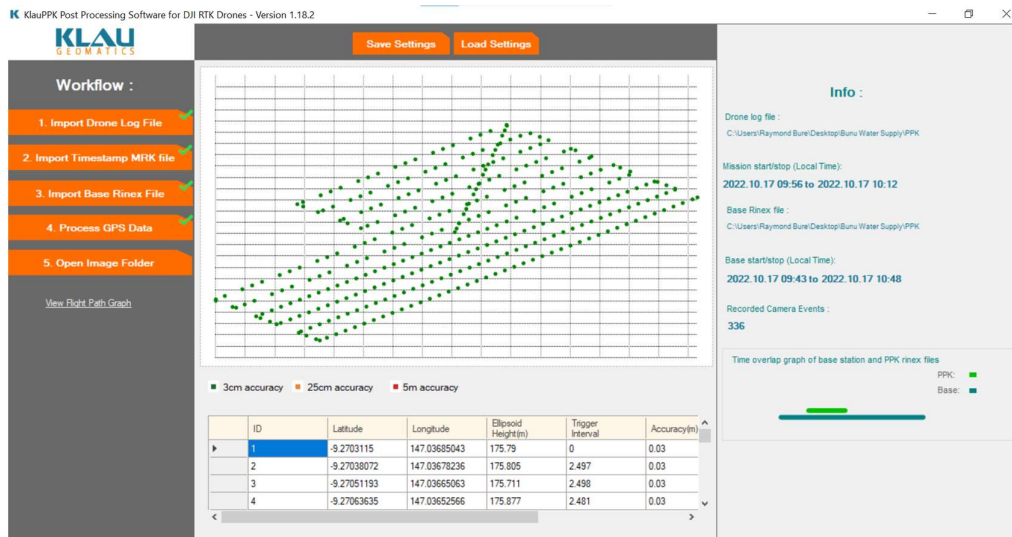 KlauPPK Post Processing Software for DJI RTK Drones - Version 1.18.2
KLAU
GEOMATICS
Save Settings
Load Settings
Workflow :
1. Import Drone Log File
2. Import Timestamp MRK file
3. Import Base Rinex File
4. Process GPS Data
5. Open Image Folder
View Flight Path Graph
3cm accuracy
25cm accuracy
5m accuracy
ID Latitude Longitude Ellipsoid Height(m) Trigger Interval Accuracy(m)
1 -9.2703115 147.03685043 175.79 0 0.03
2 -9.27038072 147.03678236 175.805 2.497 0.03
3 -9.27051193 147.03665063 175.711 2.498 0.03
4 -9.27063635 147.03652566 175.877 2.481 0.03
Info :
Drone log file :
C:\Users\Raymond Bure\Desktop\Bunu Water Supply\PPK
Mission start/stop (Local Time):
2022.10.17 09:56 to 2022.10.17 10:12
Base Rinex file :
C:\Users\Raymond Bure\Desktop\Bunu Water Supply\PPK
Base start/stop (Local Time):
2022.10.17 09:43 to 2022.10.17 10:48
Recorded Camera Events :
336
Time overlap graph of base station and PPK rinex files
PPK:
Base: